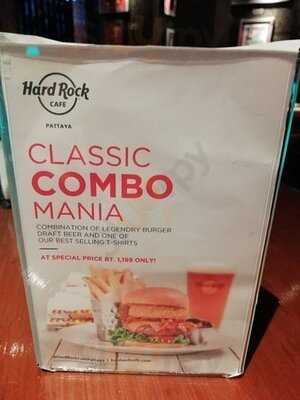 Hard Rock
CAFE
PATTAYA
CLASSIC
COMBO
MANIA
COMBINATION OF LEGENDRY BURGER
DRAFT BEER AND ONE OF
OUR BEST SELLING T-SHIRTS
AT SPECIAL PRICE BT. 1,199 ONLY!